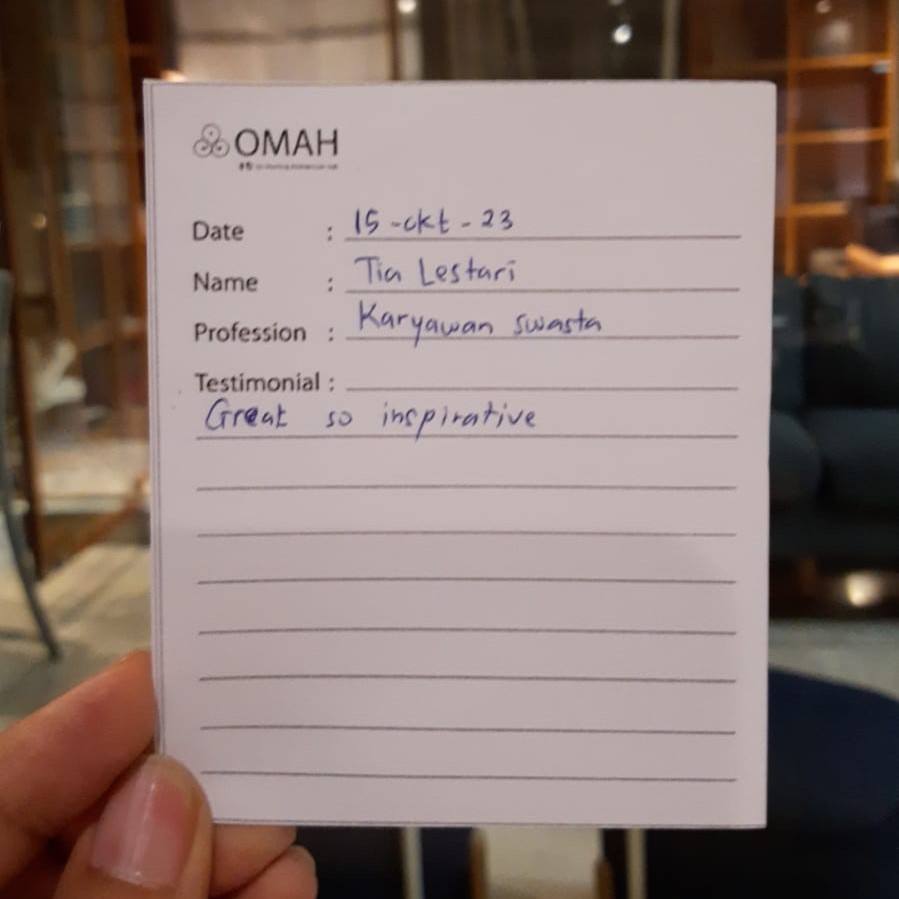 OMAH
Date : 15-okt-23
Name : Tia Lestari
Profession : Karyawan swasta
Testimonial :
Great so inspirative